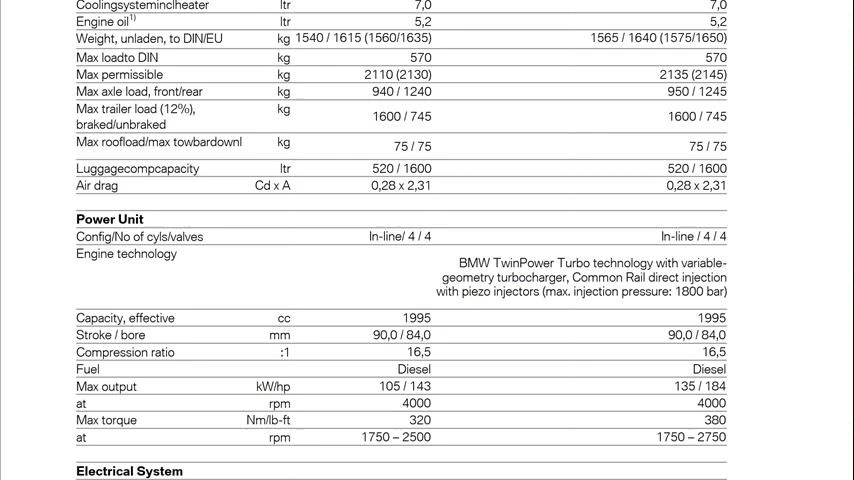 Coolingsysteminclheater ltr 7,0 7,0
Engine oil1) ltr 5,2 5,2
Weight, unladen, to DIN/EU kg 1540 / 1615 (1560/1635) 1565 / 1640 (1575/1650)
Max loadto DIN kg 570 570
Max permissible kg 2110 (2130) 2135 (2145)
Max axle load, front/rear kg 940 / 1240 950 / 1245
Max trailer load (12%), kg
braked/unbraked 1600 / 745 1600 / 745
Max roofload/max towbardownl kg 75 / 75 75 / 75
Luggagecompcapacity ltr 520 / 1600 520 / 1600
Air drag Cd x A 0,28 x 2,31 0,28 x 2,31
Power Unit
Config/No of cyls/valves In-line/ 4 / 4 In-line / 4 / 4
Engine technology
BMW TwinPower Turbo technology with variable-
geometry turbocharger, Common Rail direct injection
with piezo injectors (max. injection pressure: 1800 bar)
Capacity, effective cc 1995 1995
Stroke / bore mm 90,0 / 84,0 90,0 / 84,0
Compression ratio :1 16,5 16,5
Fuel Diesel Diesel
Max output kW/hp 105 / 143 135 / 184
at rpm 4000 4000
Max torque Nm/lb-ft 320 380
at rpm 1750 – 2500 1750 – 2750
Electrical System